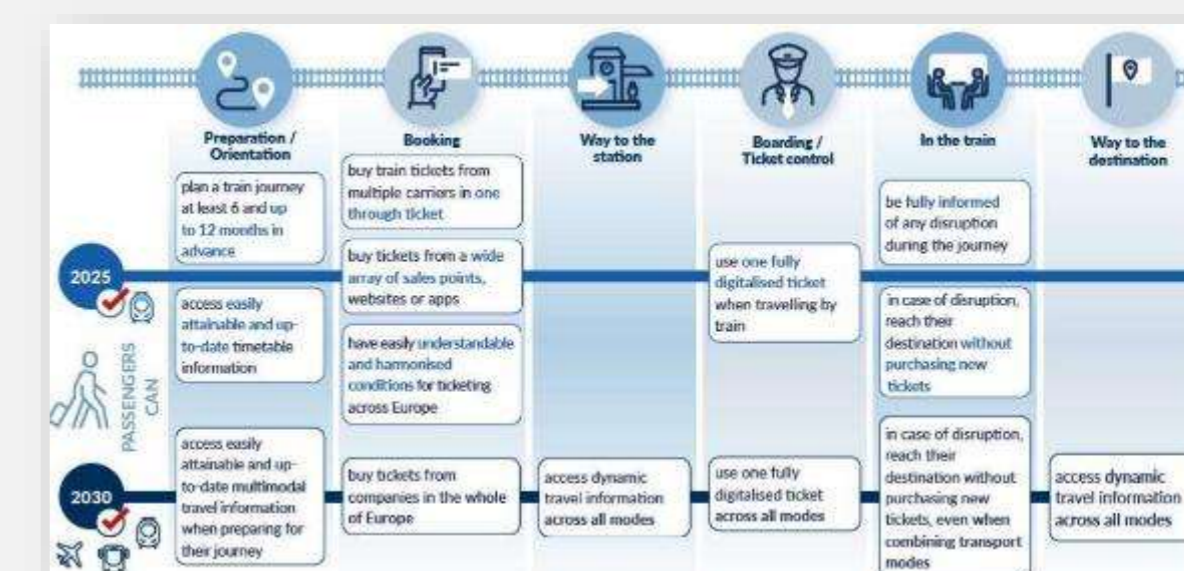 Preparation /
Orientation
Booking
Way to the
station
Boarding /
Ticket control
In the train
Way to the
destination
2025
PASSENGERS
CAN
plan a train journey
at least 6 and up
to 12 months in
advance
access easily
attainable and up-
to-date timetable
information
buy train tickets from
multiple carriers in one
through ticket
buy tickets from a wide
array of sales points,
websites or apps
have easily understandable
and harmonised
conditions for ticketing
across Europe
use one fully
digitalised ticket
when travelling by
train
be fully informed
of any disruption
during the journey
in case of disruption,
reach their
destination without
purchasing new
tickets
2030
access easily
attainable and up-
to-date multimodal
travel information
when preparing for
their journey
buy tickets from
companies in the whole
of Europe
access dynamic
travel information
across all modes
use one fully
digitalised ticket
across all modes
in case of disruption,
reach their
destination without
purchasing new
tickets, even when
combining transport
modes
access dynamic
travel information
across all modes